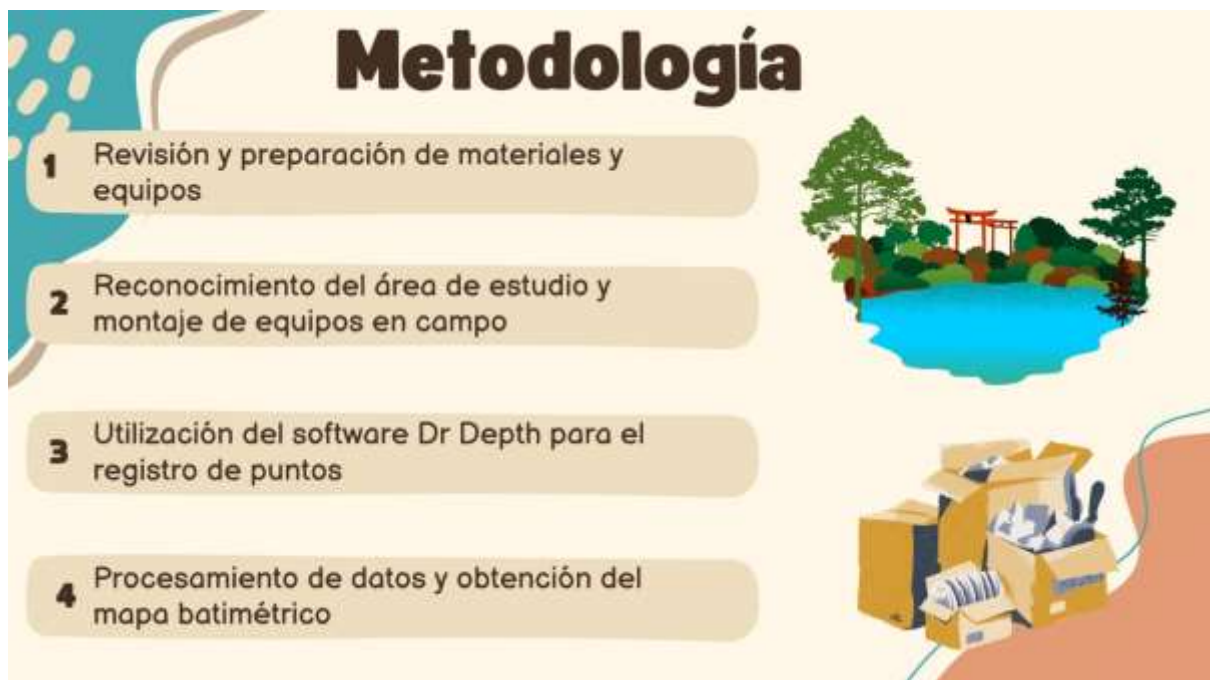 Metodología
1 Revisión y preparación de materiales y
equipos
2 Reconocimiento del área de estudio y
montaje de equipos en campo
3 Utilización del software Dr Depth para el
registro de puntos
4 Procesamiento de datos y obtención del
mapa batimétrico